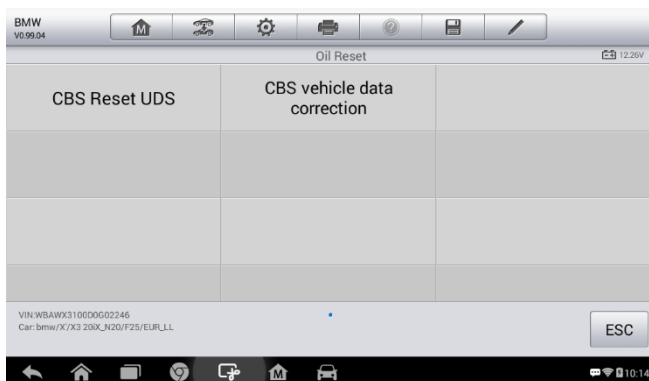 BMW
V0.99.04
Oil Reset
12.26V
CBS Reset UDS
CBS vehicle data
correction
VIN:WBAWX3100D0G02246
Car: bmw/X'/X3 20iX_N20/F25/EUR_LL
ESC
10:14